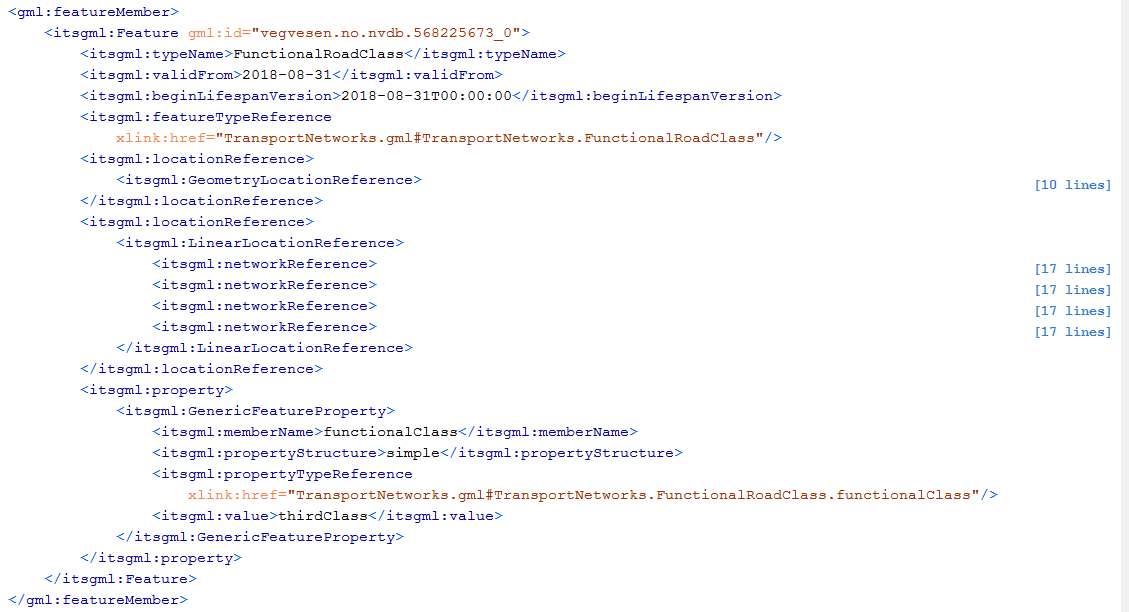 <gml:featureMember>
<itsgml:Feature gml:id="vegvesen.no.nvdb.568225673_0">
<itsgml:typeName>FunctionalRoadClass</itsgml:typeName>
<itsgml:validFrom>2018-08-31</itsgml:validFrom>
<itsgml:beginLifespanVersion>2018-08-31T00:00:00</itsgml:beginLifespanVersion>
<itsgml:featureTypeReference
xlink:href="TransportNetworks.gml#TransportNetworks.FunctionalRoadClass"/>
<itsgml:locationReference>
<itsgml:GeometryLocationReference> [10 lines]
</itsgml:locationReference>
<itsgml:locationReference>
<itsgml:LinearLocationReference>
<itsgml:networkReference> [17 lines]
<itsgml:networkReference> [17 lines]
<itsgml:networkReference> [17 lines]
<itsgml:networkReference> [17 lines]
</itsgml:LinearLocationReference>
</itsgml:locationReference>
<itsgml:property>
<itsgml:GenericFeatureProperty>
<itsgml:memberName>functionalClass</itsgml:memberName>
<itsgml:propertyStructure>simple</itsgml:propertyStructure>
<itsgml:propertyTypeReference
xlink:href="TransportNetworks.gml#TransportNetworks.FunctionalRoadClass.functionalClass"/>
<itsgml:value>thirdClass</itsgml:value>
</itsgml:GenericFeatureProperty>
</itsgml:property>
</itsgml:Feature>
</gml:featureMember>